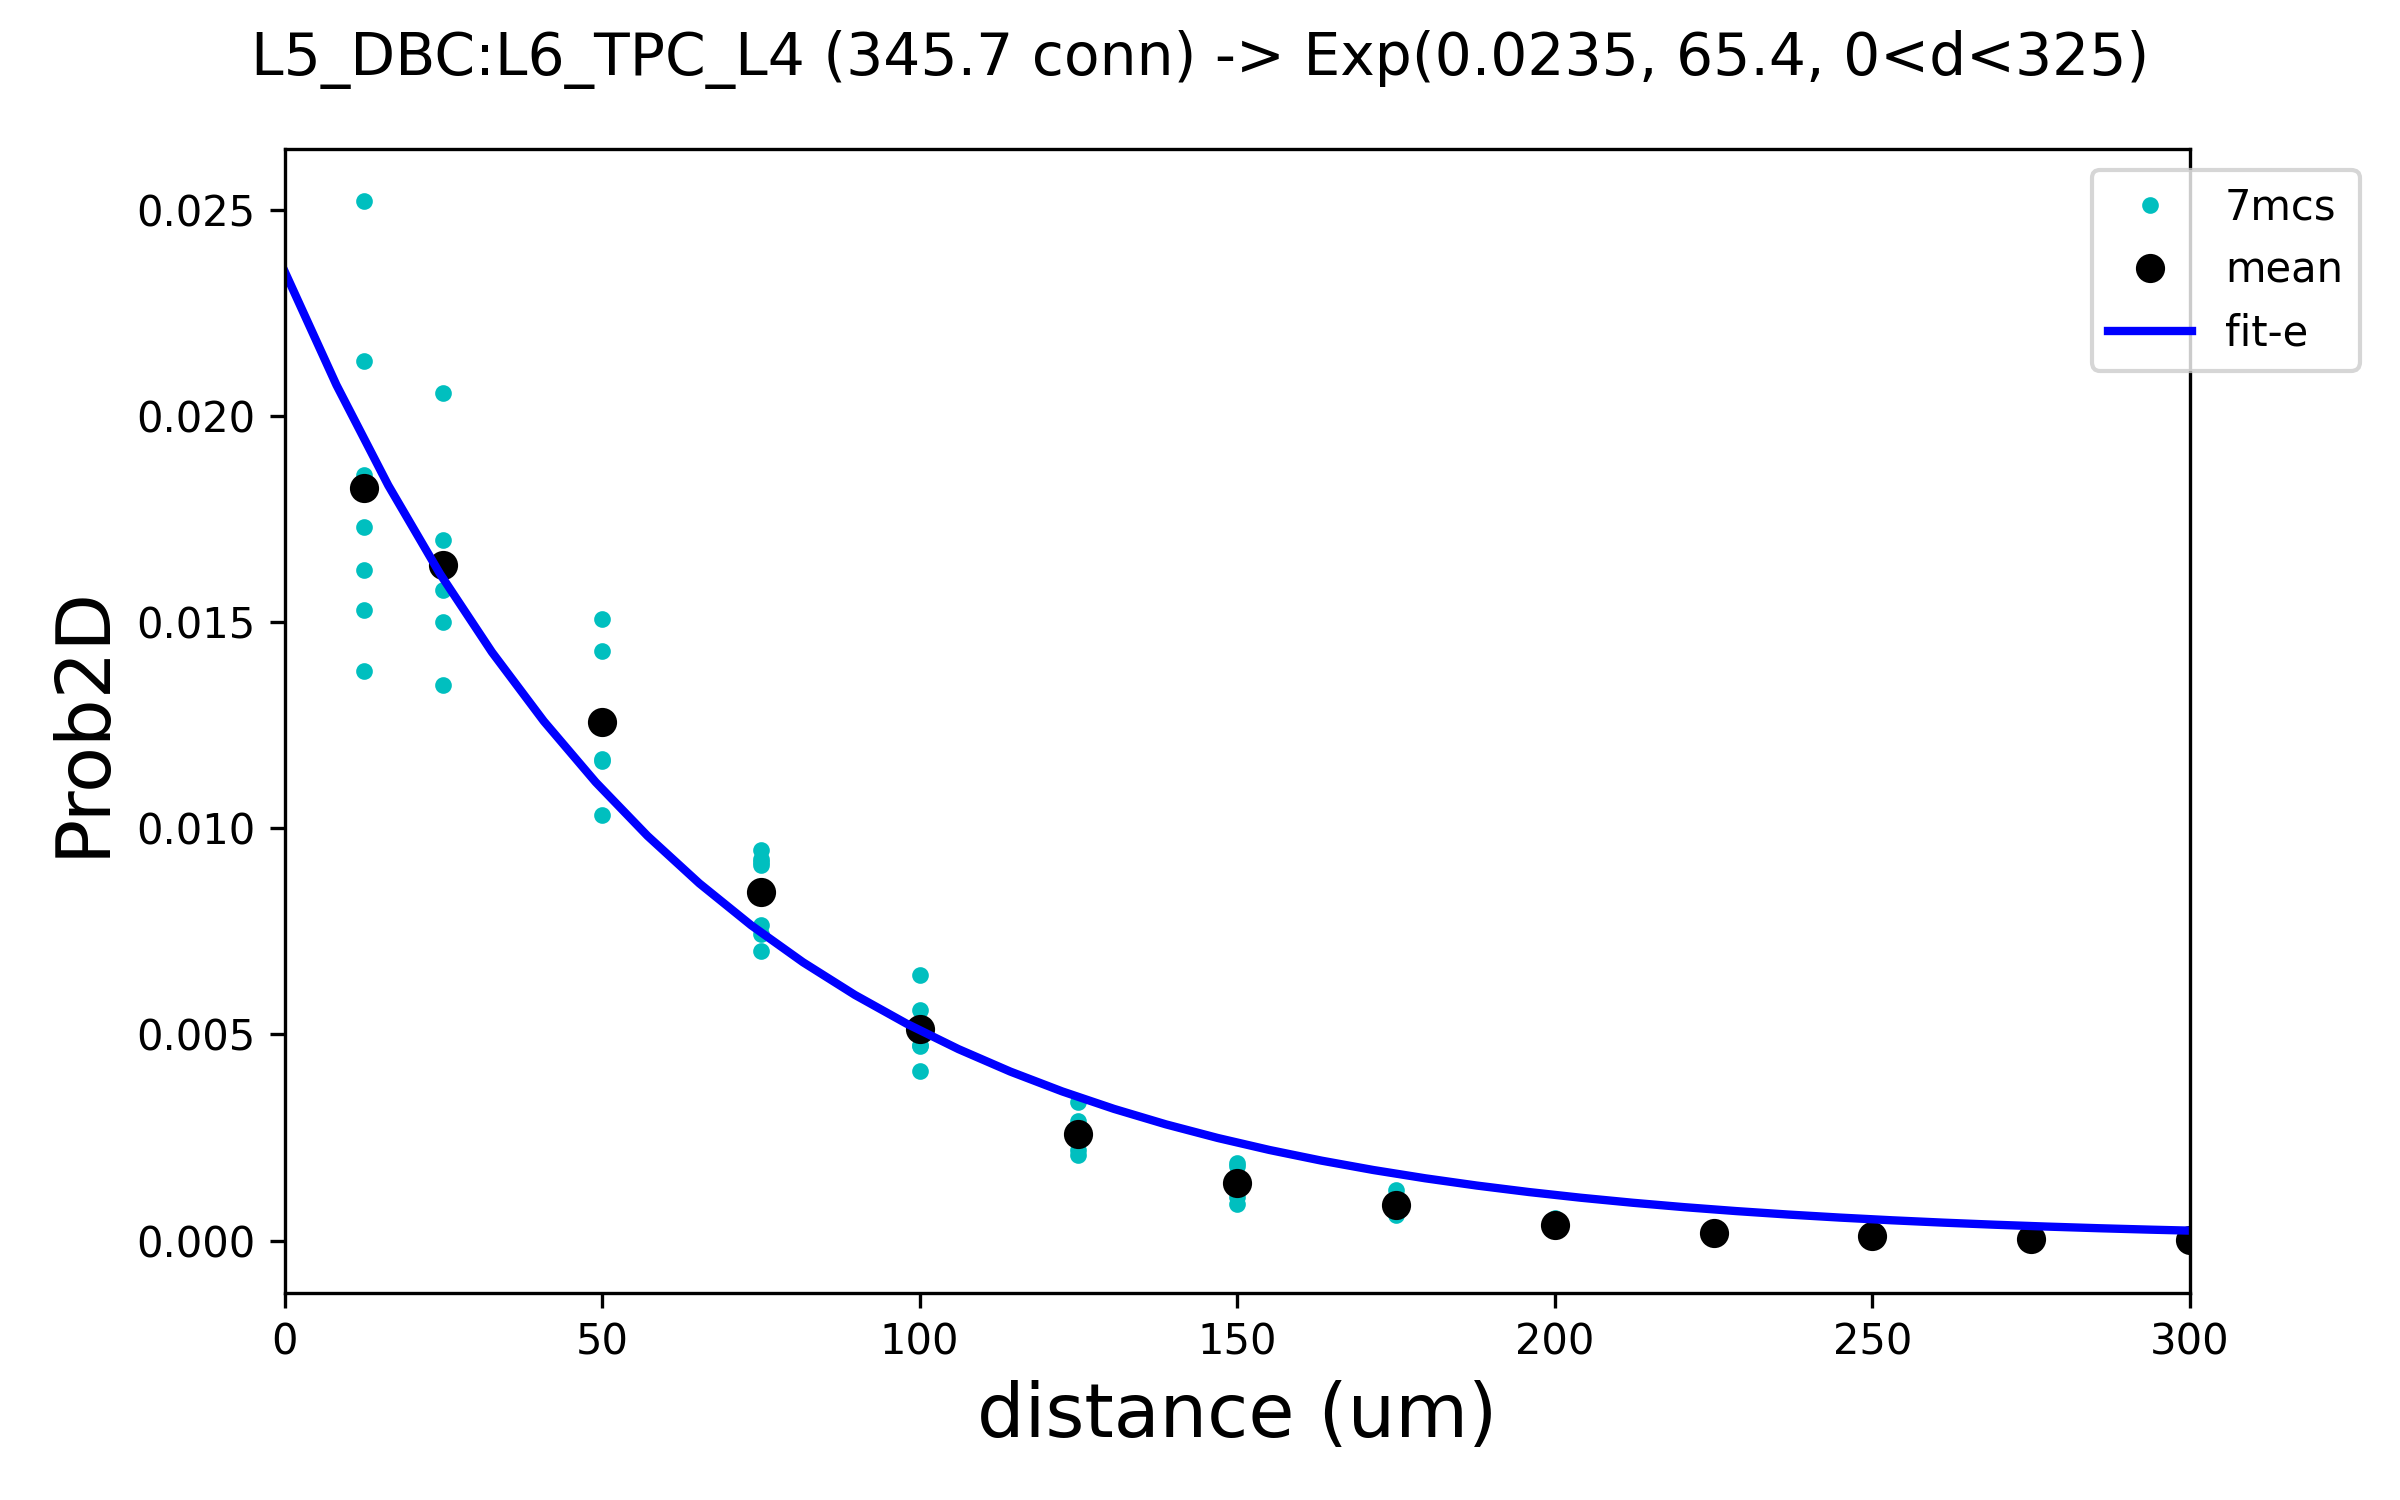 L5_DBC:L6_TPC_L4 (345.7 conn) -> Exp(0.0235, 65.4, 0<d<325)
7mcs
mean
fit-e
Prob2D
0.025
0.020
0.015
0.010
0.005
0.000
0 50 100 150 200 250 300
distance (um)